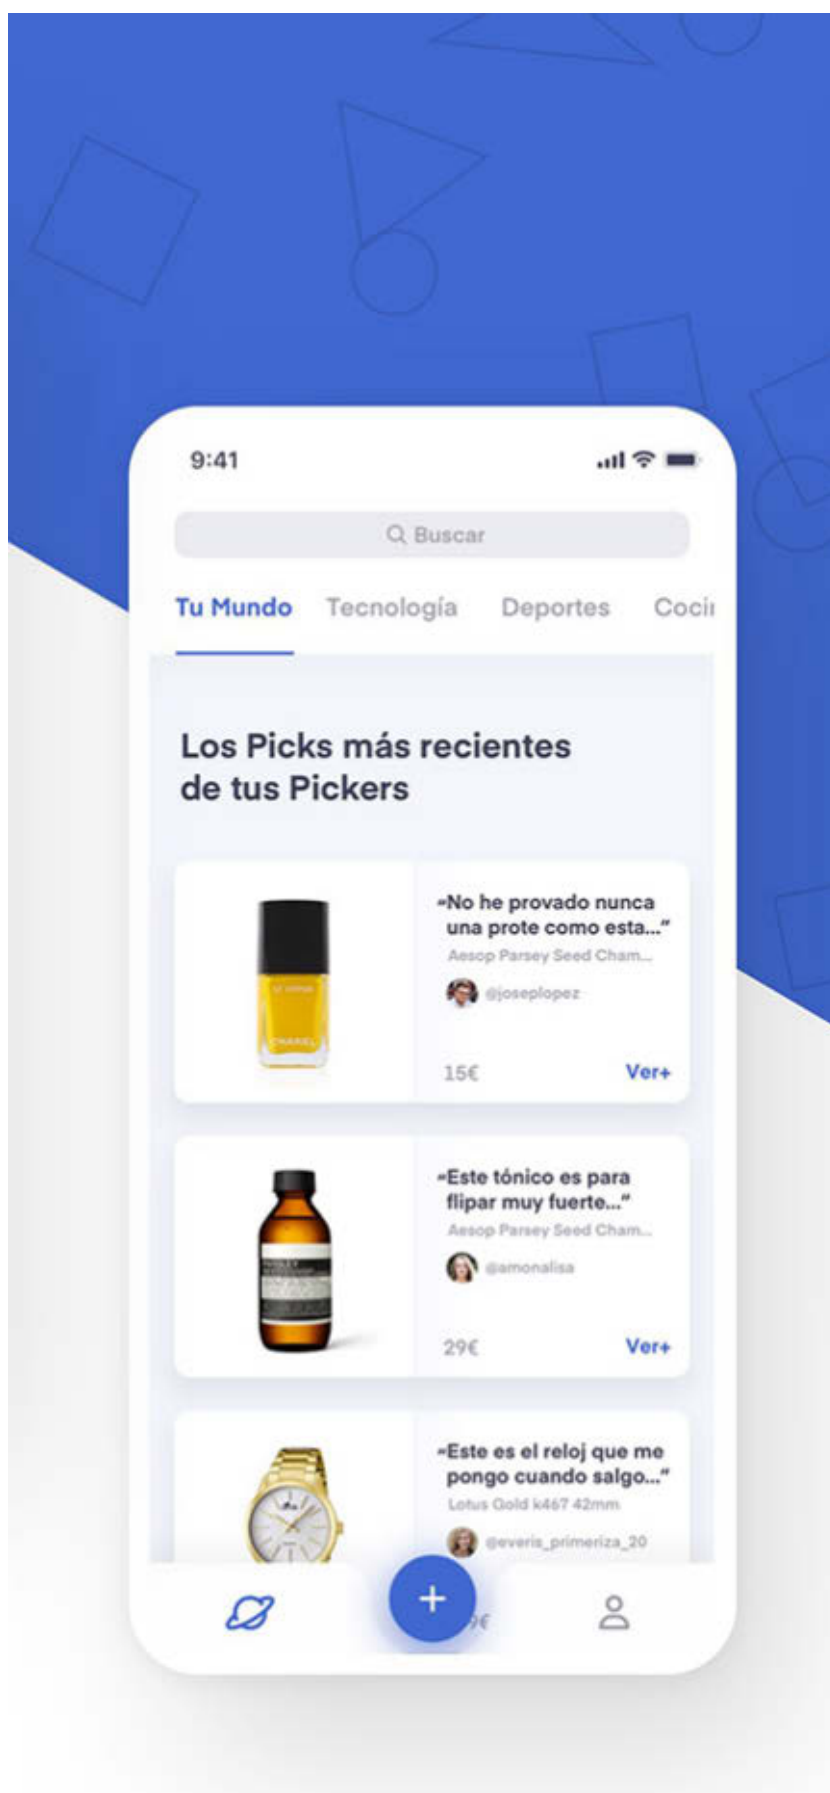 9:41
Buscar
Tu Mundo Tecnología Deportes Cocin
Los Picks más recientes
de tus Pickers
CHANEL
“No he provado nunca
una prote como esta...”
Aesop Parsey Seed Cham...
@joseplopez
15€ Ver+
“Este tónico es para
flipar muy fuerte...”
Aesop Parsey Seed Cham...
@amonalisa
29€ Ver+
“Este es el reloj que me
pongo cuando salgo...”
Lotus Gold k467 42mm
@everis_primeriza_20
9€